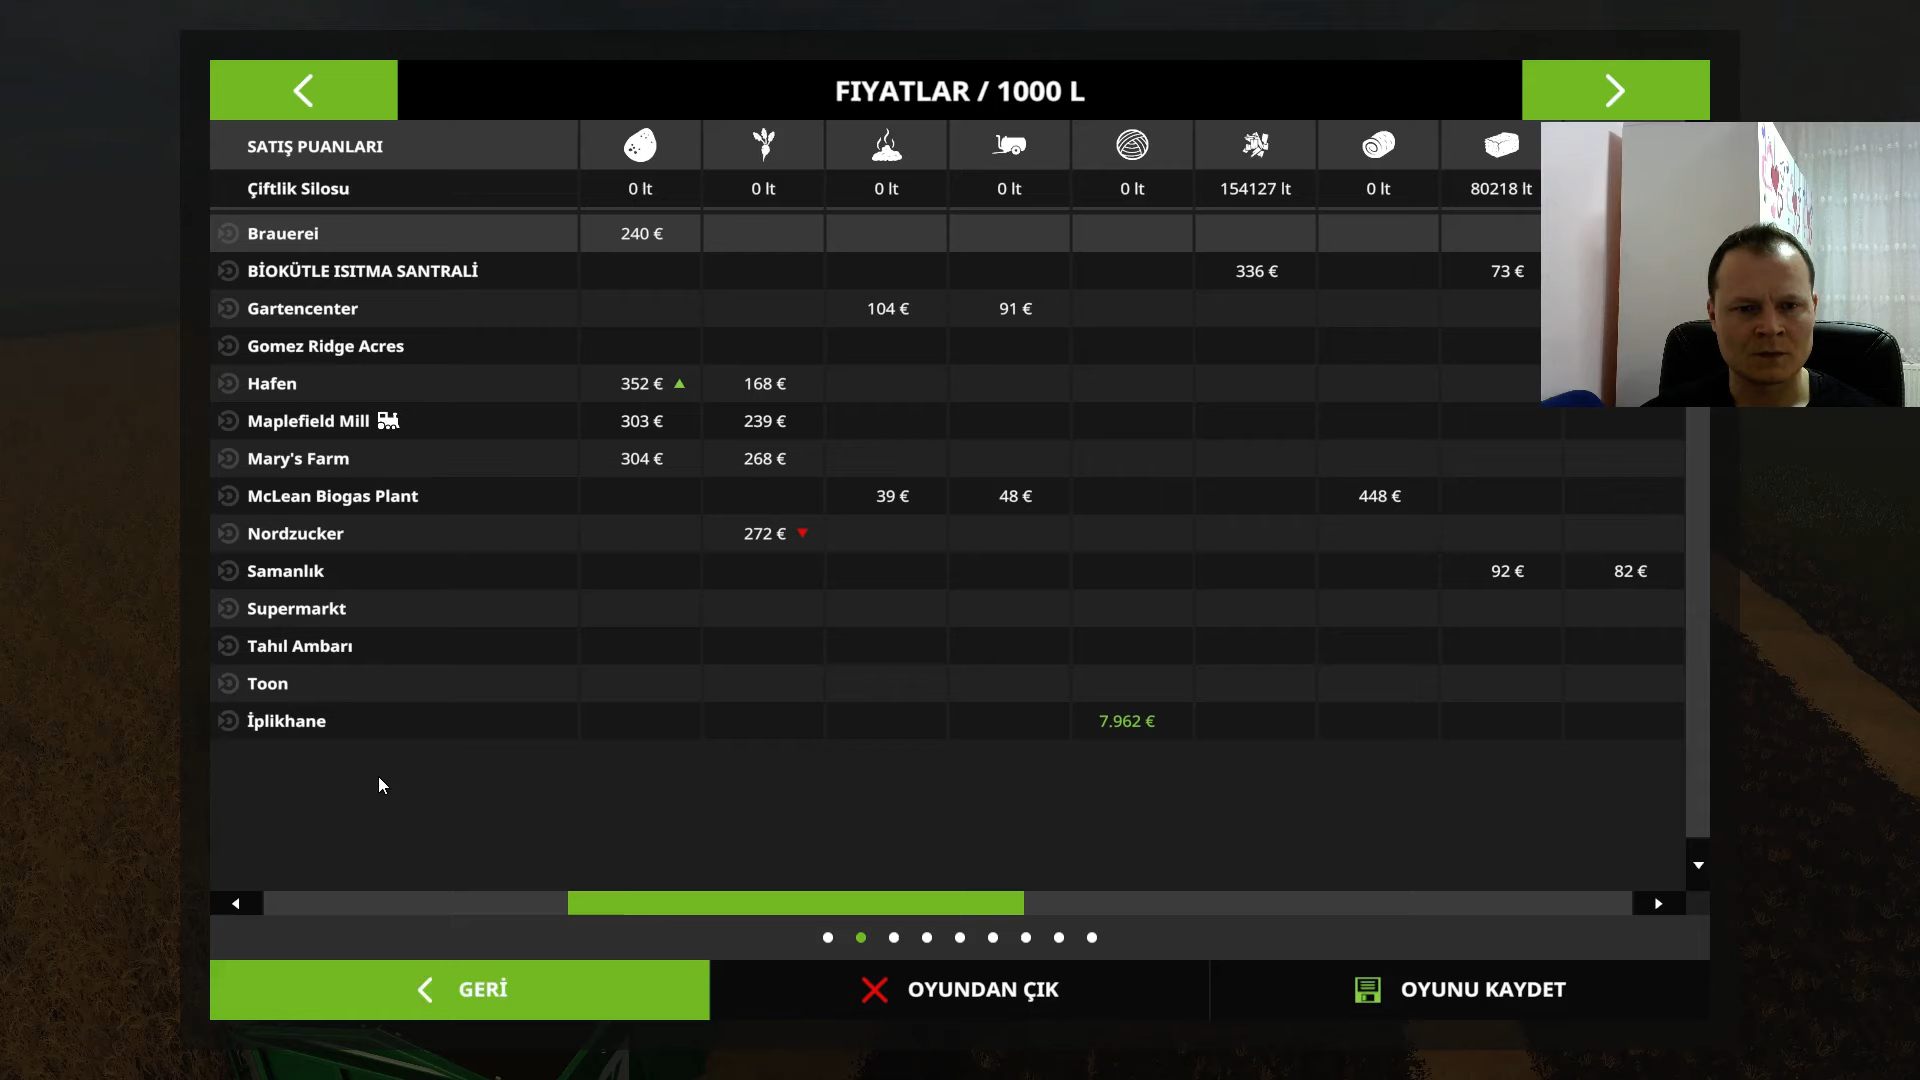 FIYATLAR / 1000 L
SATIŞ PUANLARI
Çiftlik Silosu 0 lt 0 lt 0 lt 0 lt 0 lt 154127 lt 0 lt 80218 lt
Brauerei 240 €
BİOKÜTLE ISITMA SANTRALİ 336 € 73 €
Gartencenter 104 € 91 €
Gomez Ridge Acres
Hafen 352 € 168 €
Maplefield Mill 303 € 239 €
Mary's Farm 304 € 268 €
McLean Biogas Plant 39 € 48 € 448 €
Nordzucker 272 €
Samanlık 92 € 82 €
Supermarkt
Tahıl Ambarı
Toon
İplikhane 7.962 €
GERİ OYUNDAN ÇIK OYUNU KAYDET